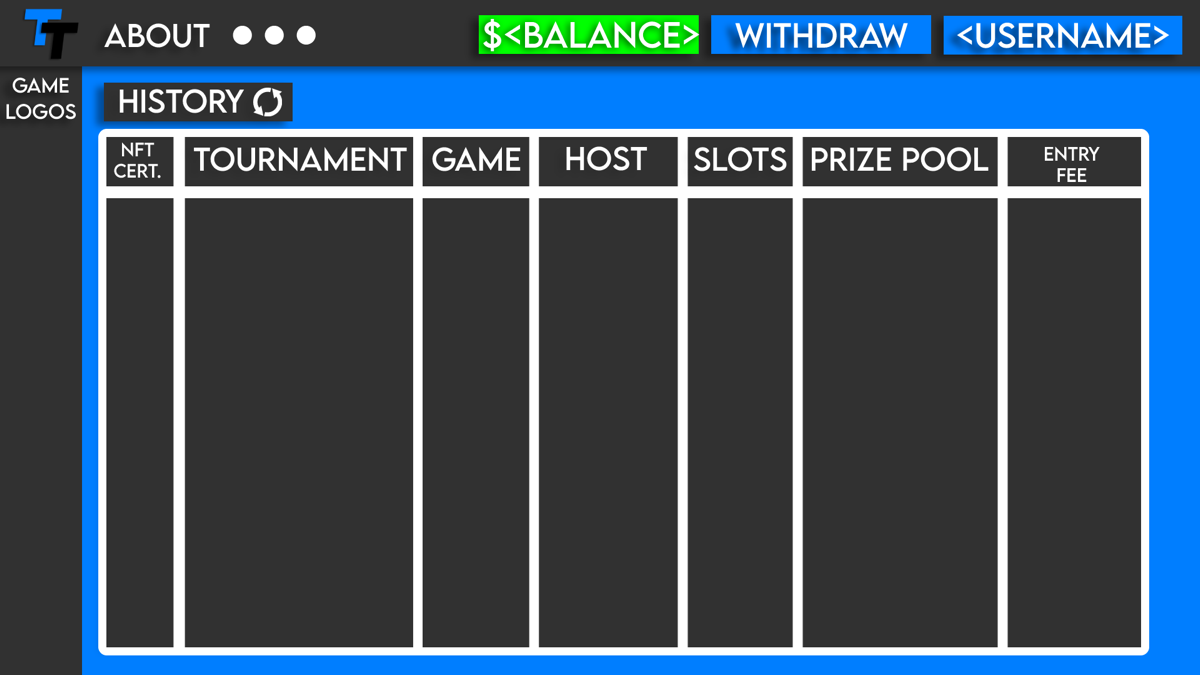 TT
ABOUT
$<BALANCE>
WITHDRAW
<USERNAME>
GAME
LOGOS
HISTORY
NFT
CERT.
TOURNAMENT
GAME
HOST
SLOTS
PRIZE POOL
ENTRY
FEE